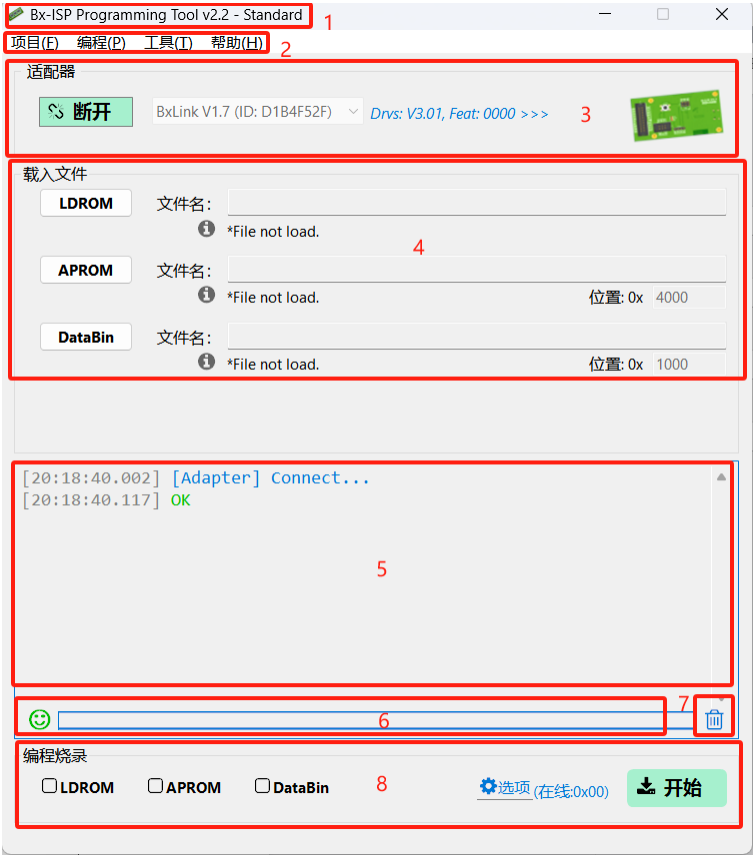 Bx-ISP Programming Tool v2.2 - Standard 1
项目(F) 编程(P) 工具(T) 帮助(H) 2
适配器
断开 BxLink V1.7 (ID: D1B4F52F) Drvs: V3.01, Feat: 0000 >>> 3
载入文件
LDROM 文件名:
*File not load.
4
APROM 文件名:
*File not load. 位置: 0x 4000
DataBin 文件名:
*File not load. 位置: 0x 1000
[20:18:40.002] [Adapter] Connect...
[20:18:40.117] OK
5
6 7
编程烧录
LDROM APROM DataBin 8 选项 (在线:0x00) 开始